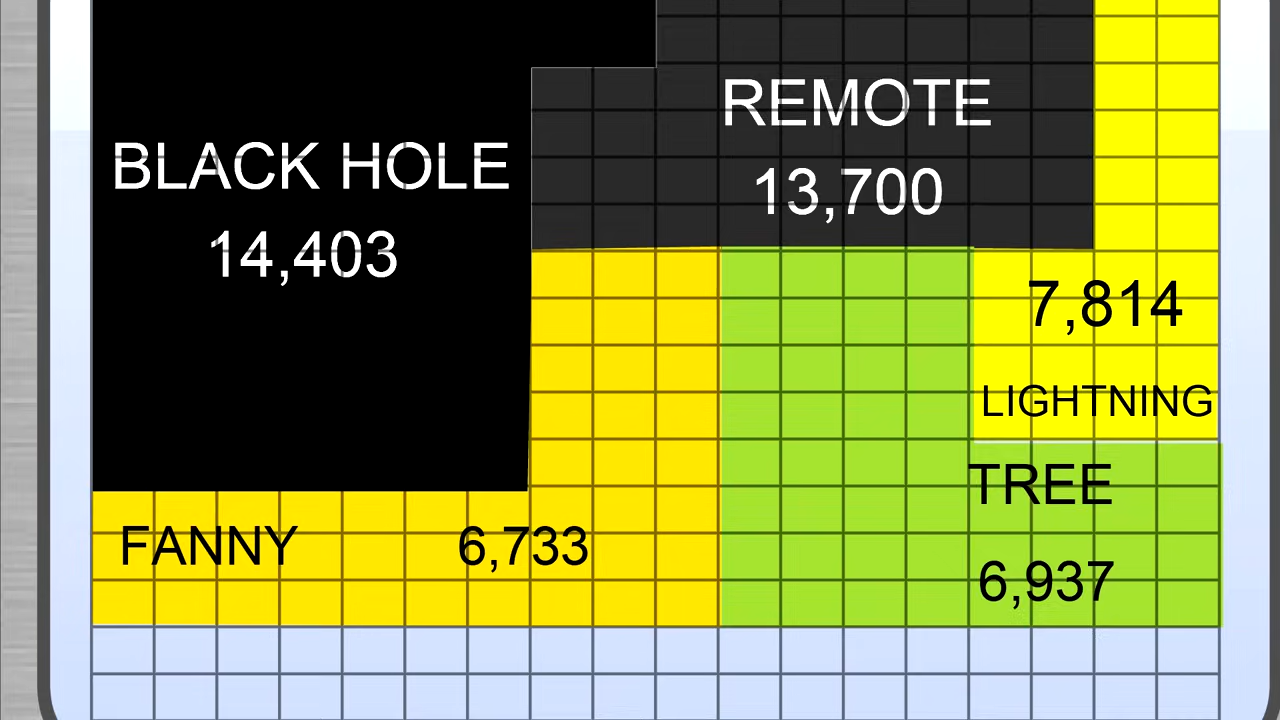 REMOTE
13,700
BLACK HOLE
14,403
7,814
LIGHTNING
TREE
6,937
FANNY 6,733